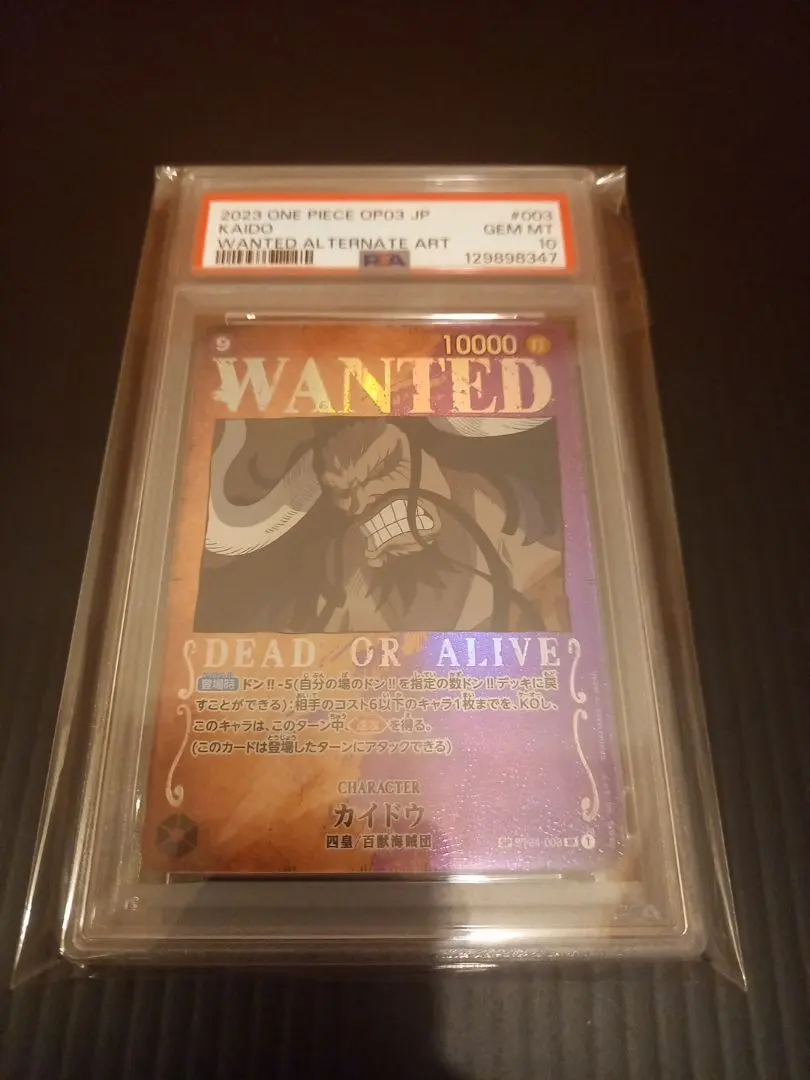 2023 ONE PIECE OP03 JP #003
KAIDO GEM MT
WANTED ALTERNATE ART 10
PSA 129898347
9 10000
WANTED
DEAD OR ALIVE
登場時 ドン!!-5(自分の場のドン!!を指定の数ドン!!デッキに戻
すことができる):相手のコスト6以下のキャラ1枚までを、KOし、
このキャラは、このターン中、速攻を得る。
(このカードは登場したターンにアタックできる)
CHARACTER
カイドウ
四皇/百獣海賊団
SP ST04-003 1